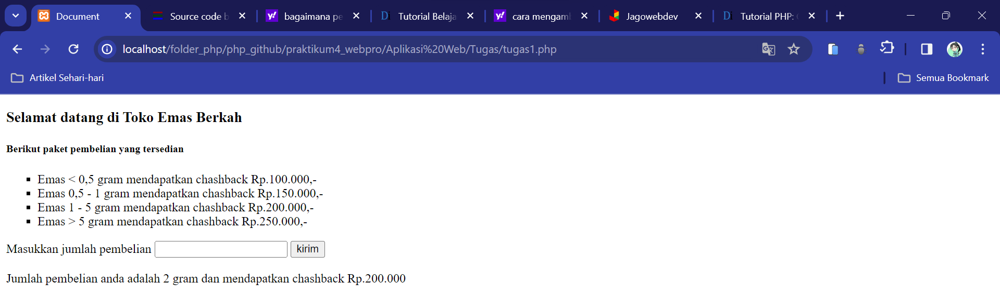 Document
Source code b
bagaimana pe
Tutorial Belaja
cara mengaml
Jagowebdev
Tutorial PHP:
localhost/folder_php/php_github/praktikum4_webpro/Aplikasi%20Web/Tugas/tugas1.php
Artikel Sehari-hari
Semua Bookmark
Selamat datang di Toko Emas Berkah
Berikut paket pembelian yang tersedian
Emas < 0,5 gram mendapatkan chashback Rp.100.000,-
Emas 0,5 - 1 gram mendapatkan chashback Rp.150.000,-
Emas 1 - 5 gram mendapatkan chashback Rp.200.000,-
Emas > 5 gram mendapatkan chashback Rp.250.000,-
Masukkan jumlah pembelian kirim
Jumlah pembelian anda adalah 2 gram dan mendapatkan chashback Rp.200.000